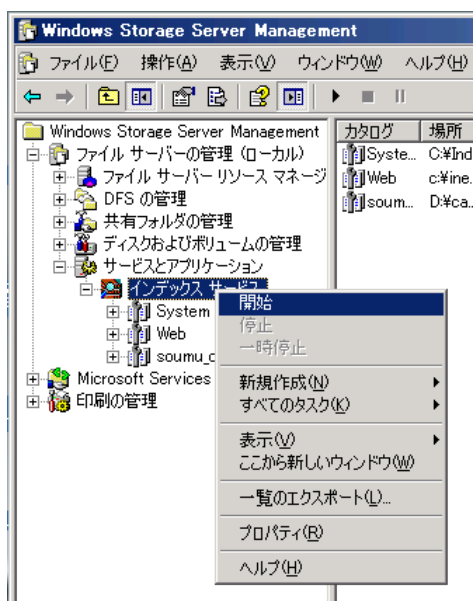 Windows Storage Server Management
ファイル(F) 操作(A) 表示(V) ウィンドウ(W) ヘルプ(H)
Windows Storage Server Management
ファイル サーバーの管理 (ローカル)
ファイル サーバー リソース マネージ
DFS の管理
共有フォルダの管理
ディスクおよびボリュームの管理
サービスとアプリケーション
インデックス サービス
System
Web
soumu_c
Microsoft Services
印刷の管理
カタログ 場所
Syste... C:¥Ind
Web c:¥ine.
soum... D:¥ca..
開始
停止
一時停止
新規作成(N)
すべてのタスク(K)
表示(V)
ここから新しいウィンドウ(W)
一覧のエクスポート(L)...
プロパティ(R)
ヘルプ(H)